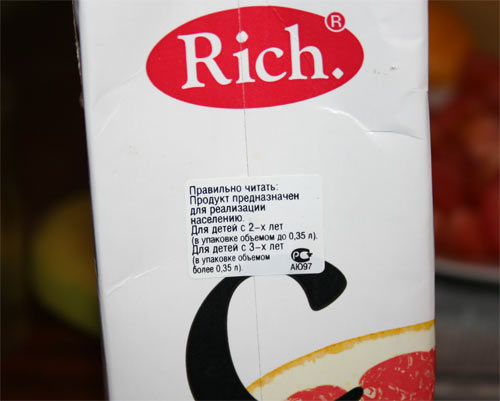 Rich.®
Правильно читать:
Продукт предназначен
для реализации
населению.
Для детей с 2-х лет
(в упаковке объемом до 0,35 л).
Для детей с 3-х лет
(в упаковке объемом
более 0,35 л).
АЮ97
С